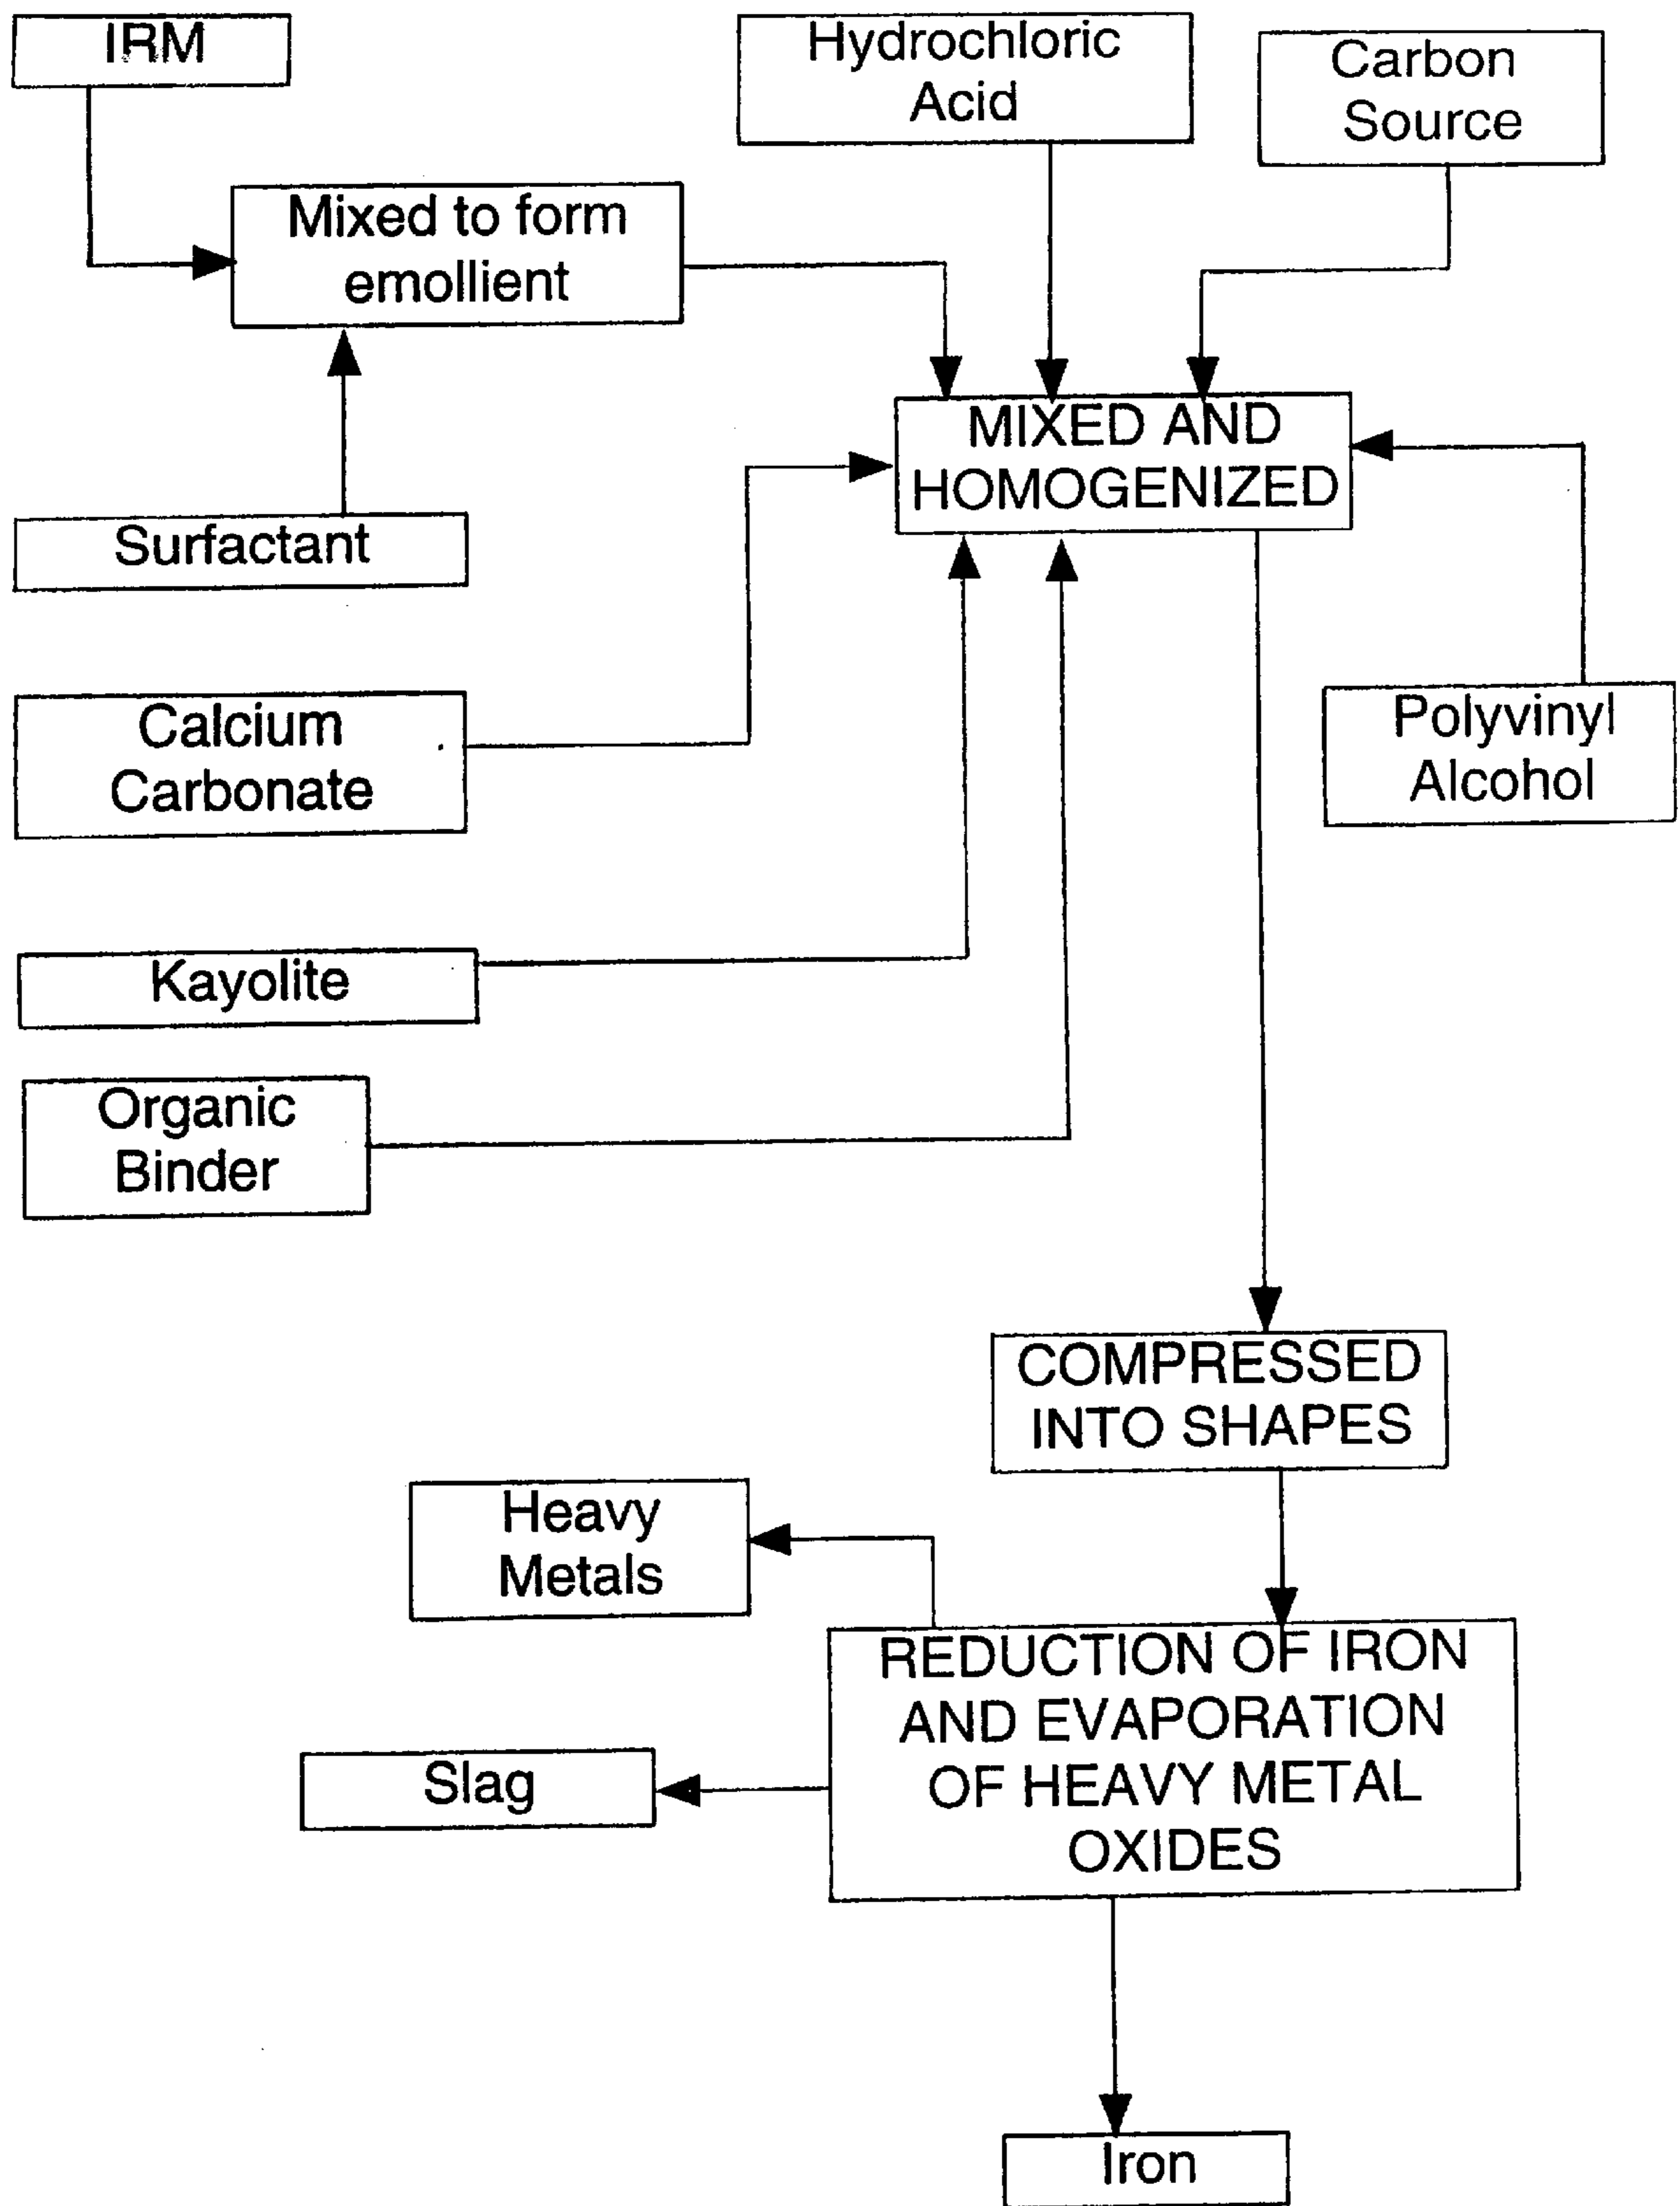 IRM
Hydrochloric
Acid
Carbon
Source
Mixed to form
emollient
MIXED AND
HOMOGENIZED
Surfactant
Calcium
Carbonate
Polyvinyl
Alcohol
Kayolite
Organic
Binder
COMPRESSED
INTO SHAPES
Heavy
Metals
REDUCTION OF IRON
AND EVAPORATION
OF HEAVY METAL
OXIDES
Slag
Iron